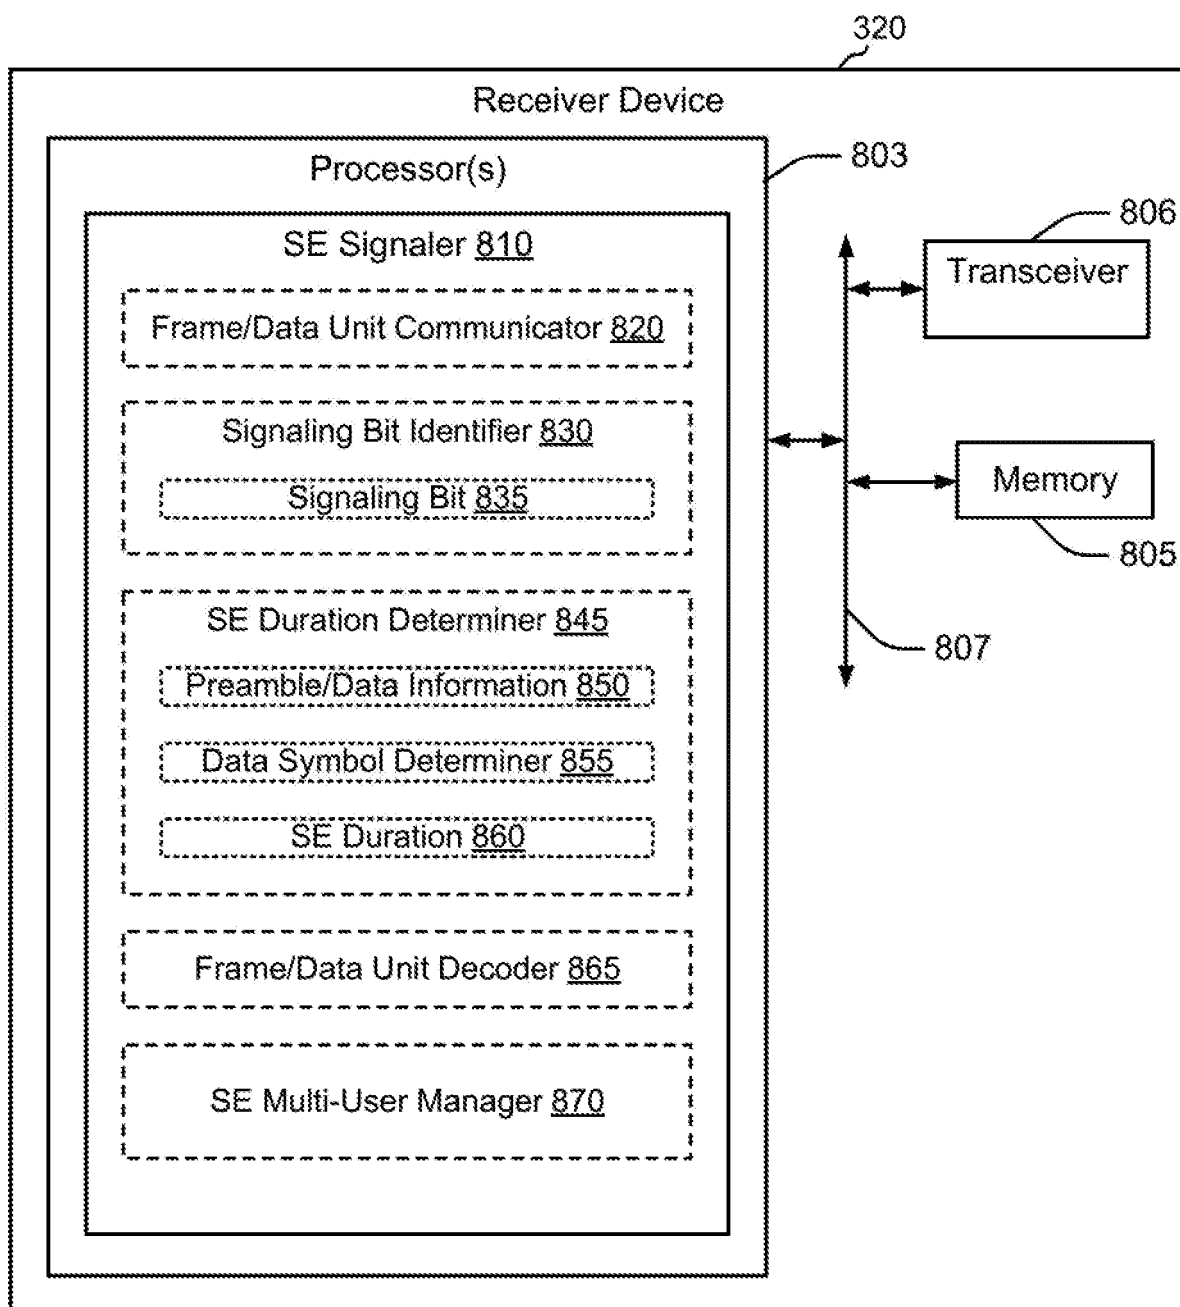 320
Receiver Device
Processor(s)
803
SE Signaler 810
806
Transceiver
Frame/Data Unit Communicator 820
Signaling Bit Identifier 830
Signaling Bit 835
Memory
805
SE Duration Determiner 845
807
Preamble/Data Information 850
Data Symbol Determiner 855
SE Duration 860
Frame/Data Unit Decoder 865
SE Multi-User Manager 870